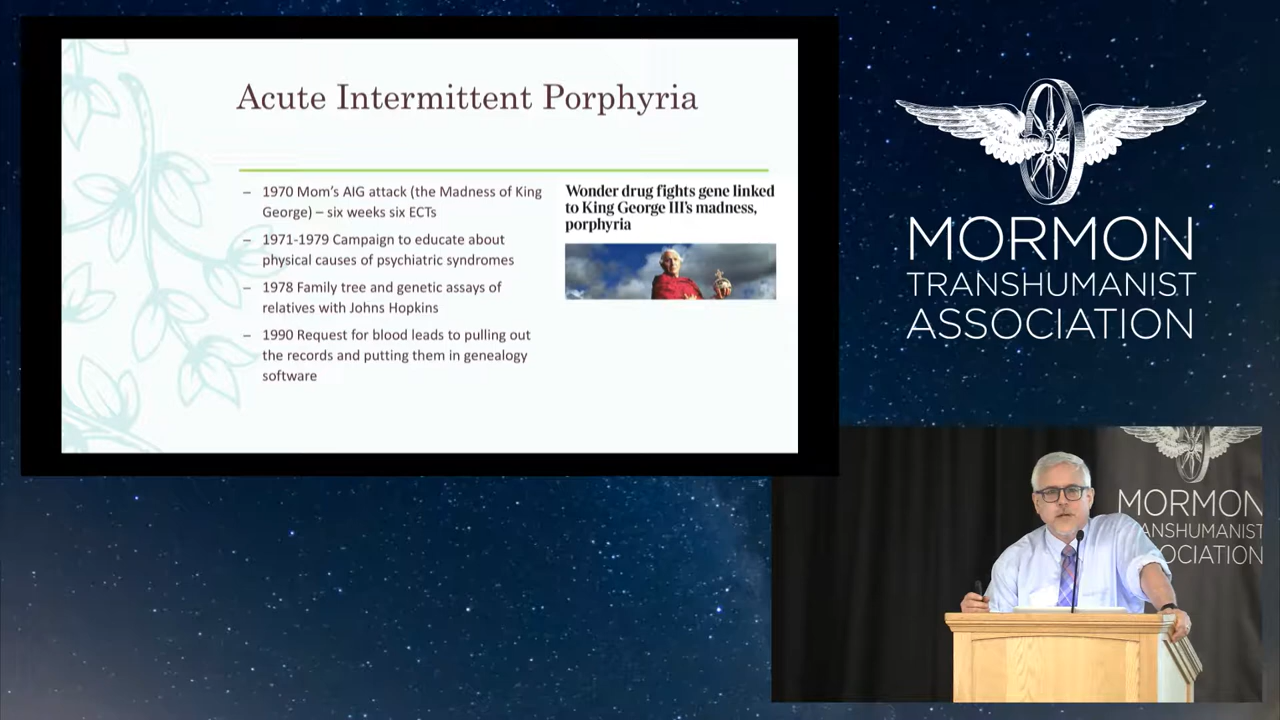 Acute Intermittent Porphyria
– 1970 Mom's AIG attack (the Madness of King
George) – six weeks six ECTs
– 1971-1979 Campaign to educate about
physical causes of psychiatric syndromes
– 1978 Family tree and genetic assays of
relatives with Johns Hopkins
– 1990 Request for blood leads to pulling out
the records and putting them in genealogy
software
Wonder drug fights gene linked
to King George III's madness,
porphyria
MORMON
TRANSHUMANIST
ASSOCIATION
MORMON
ANSHUMANIST
OCIATION